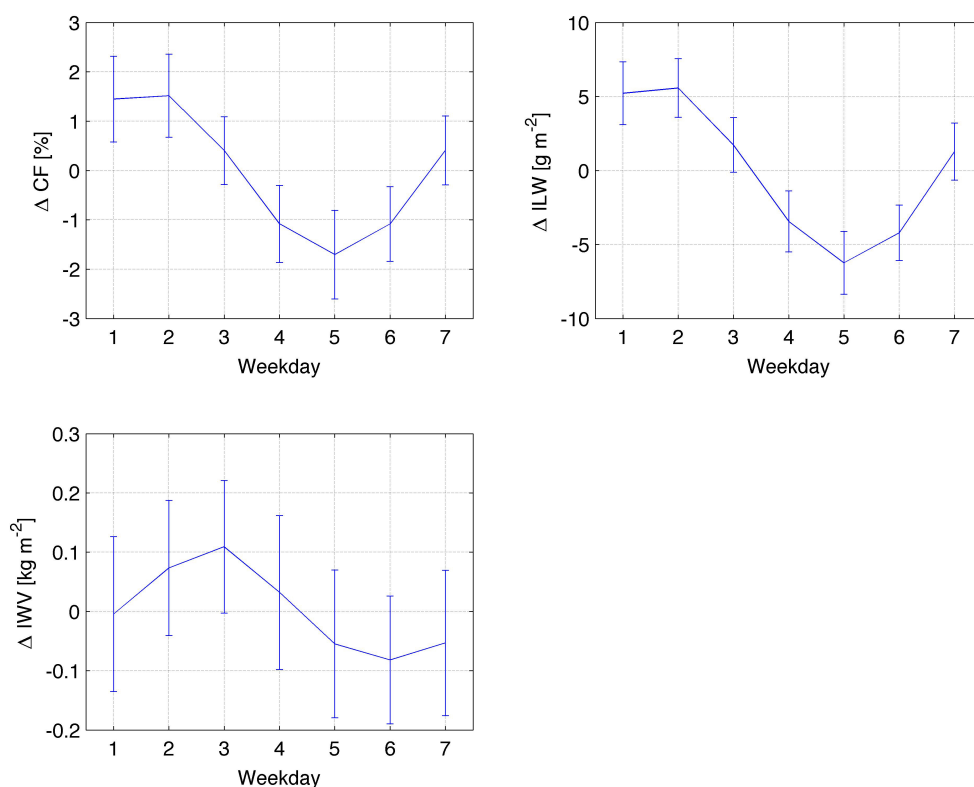 3
2
1
0
-1
-2
-3
Δ CF [%]
1 2 3 4 5 6 7
Weekday
10
5
0
-5
-10
Δ ILW [g m⁻²]
1 2 3 4 5 6 7
Weekday
0.3
0.2
0.1
0
-0.1
-0.2
Δ IWV [kg m⁻²]
1 2 3 4 5 6 7
Weekday